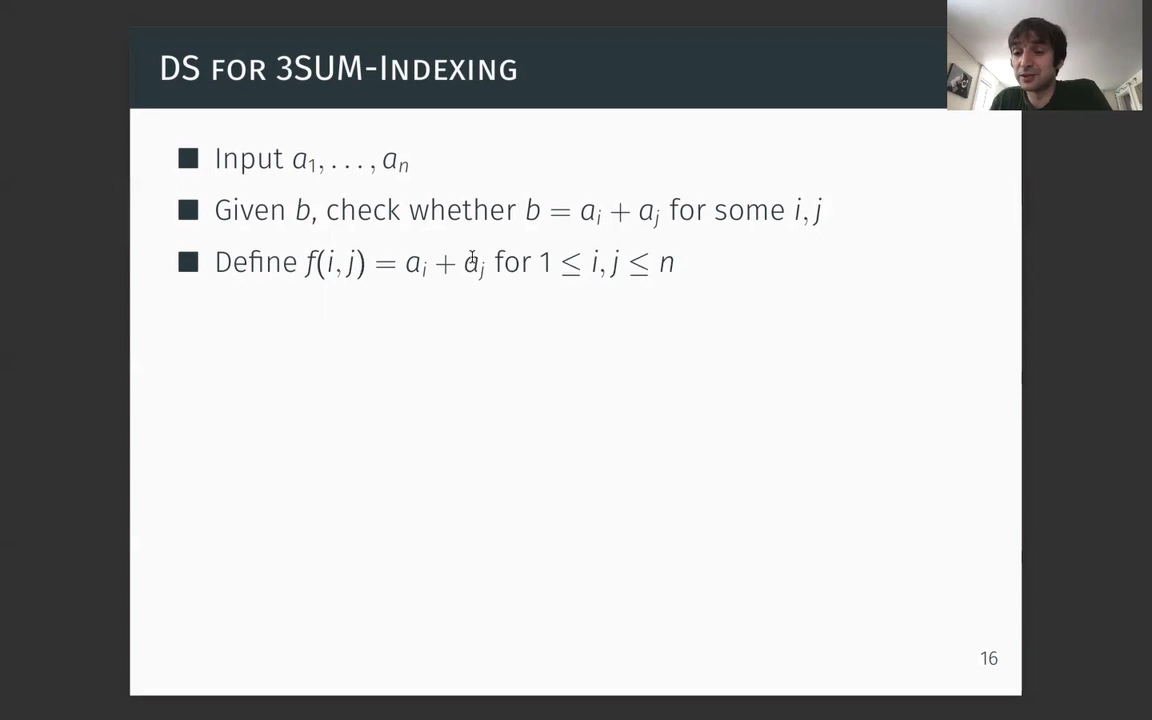 DS for 3SUM-Indexing
■ Input a₁, . . . , aₙ
■ Given b, check whether b = aᵢ + aⱼ for some i, j
■ Define f(i, j) = aᵢ + aⱼ for 1 ≤ i, j ≤ n
16